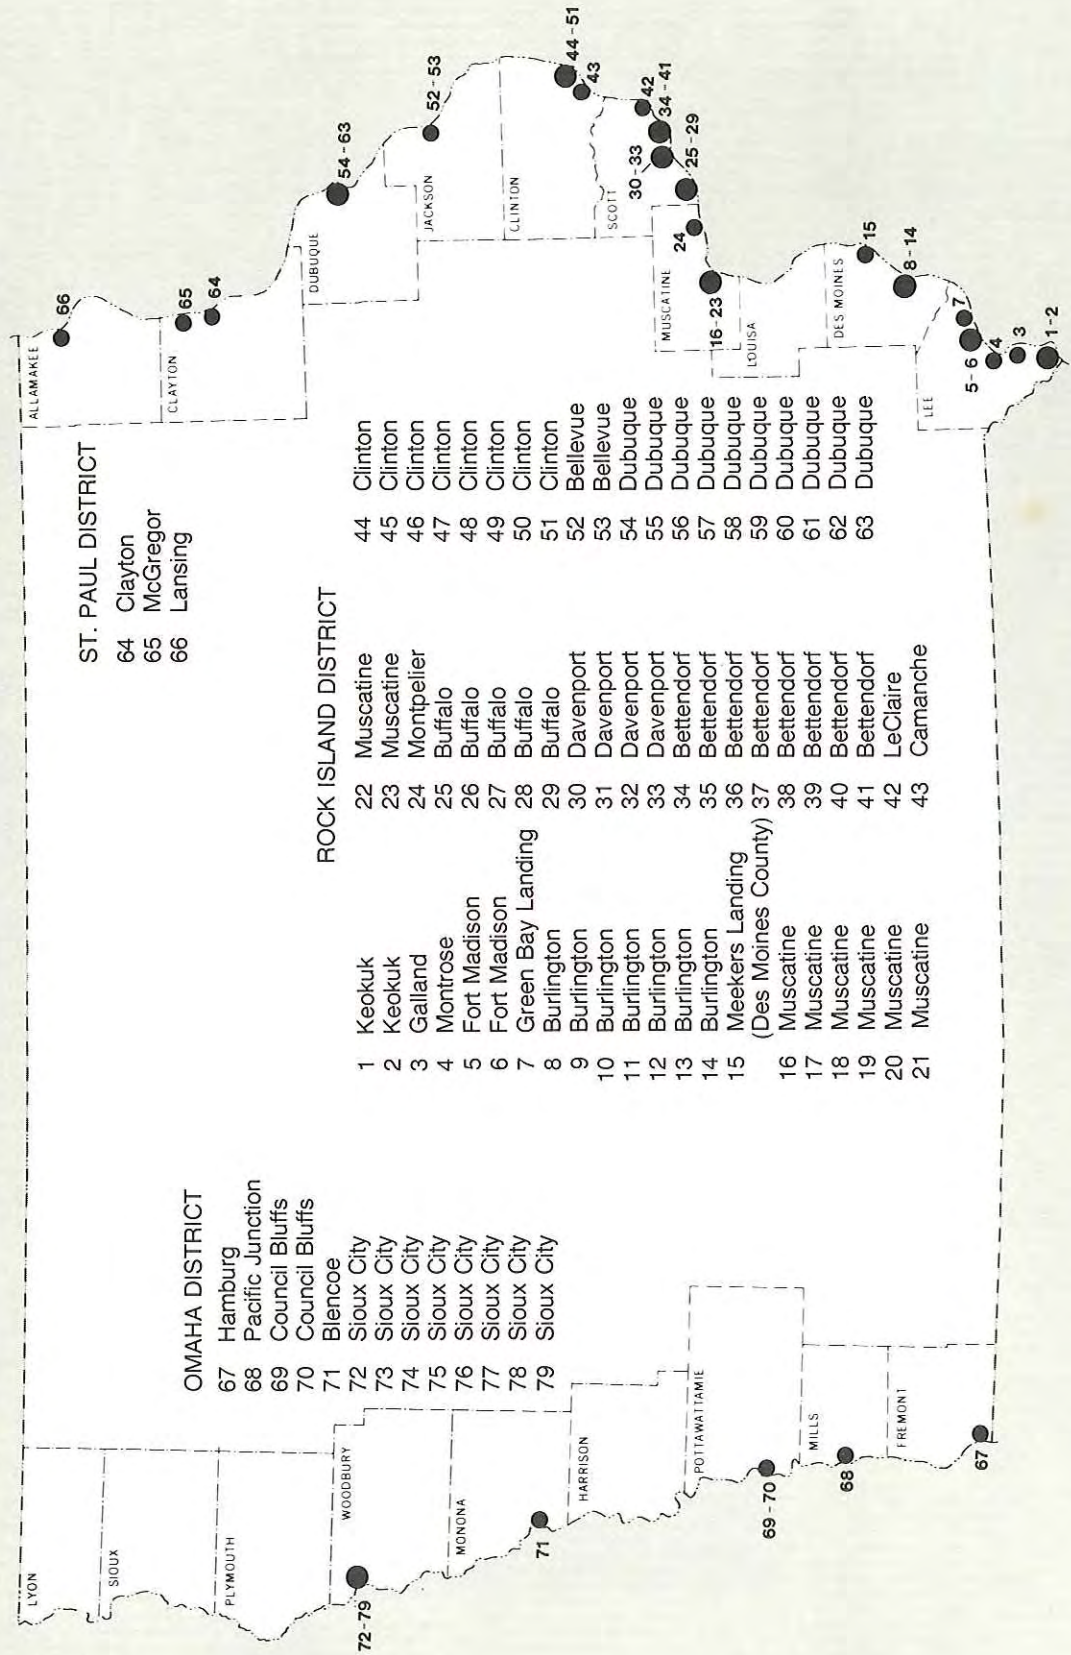 ST. PAUL DISTRICT
64 Clayton
65 McGregor
66 Lansing
OMAHA DISTRICT
67 Hamburg
68 Pacific Junction
69 Council Bluffs
70 Council Bluffs
71 Blencoe
72 Sioux City
73 Sioux City
74 Sioux City
75 Sioux City
76 Sioux City
77 Sioux City
78 Sioux City
79 Sioux City
ROCK ISLAND DISTRICT
1 Keokuk
2 Keokuk
3 Galland
4 Montrose
5 Fort Madison
6 Fort Madison
7 Green Bay Landing
8 Burlington
9 Burlington
10 Burlington
11 Burlington
12 Burlington
13 Burlington
14 Burlington
15 Meekers Landing
(Des Moines County)
16 Muscatine
17 Muscatine
18 Muscatine
19 Muscatine
20 Muscatine
21 Muscatine
22 Muscatine
23 Muscatine
24 Montpelier
25 Buffalo
26 Buffalo
27 Buffalo
28 Buffalo
29 Buffalo
30 Davenport
31 Davenport
32 Davenport
33 Davenport
34 Bettendorf
35 Bettendorf
36 Bettendorf
37 Bettendorf
38 Bettendorf
39 Bettendorf
40 Bettendorf
41 Bettendorf
42 LeClaire
43 Camanche
44 Clinton
45 Clinton
46 Clinton
47 Clinton
48 Clinton
49 Clinton
50 Clinton
51 Clinton
52 Bellevue
53 Bellevue
54 Dubuque
55 Dubuque
56 Dubuque
57 Dubuque
58 Dubuque
59 Dubuque
60 Dubuque
61 Dubuque
62 Dubuque
63 Dubuque
LYON
SIOUX
PLYMOUTH
WOODBURY
72-79
MONONA
71
HARRISON
POTTAWATTAMIE
69-70
MILLS
68
FREMONT
67
ALLAMAKEE
66
CLAYTON
65
64
DUBUQUE
54-63
JACKSON
52-53
CLINTON
44-51
43
SCOTT
42
34-41
30-33
25-29
MUSCATINE
24
16-23
LOUISA
DES MOINES
15
8-14
LEE
7
5-6
4
3
1-2